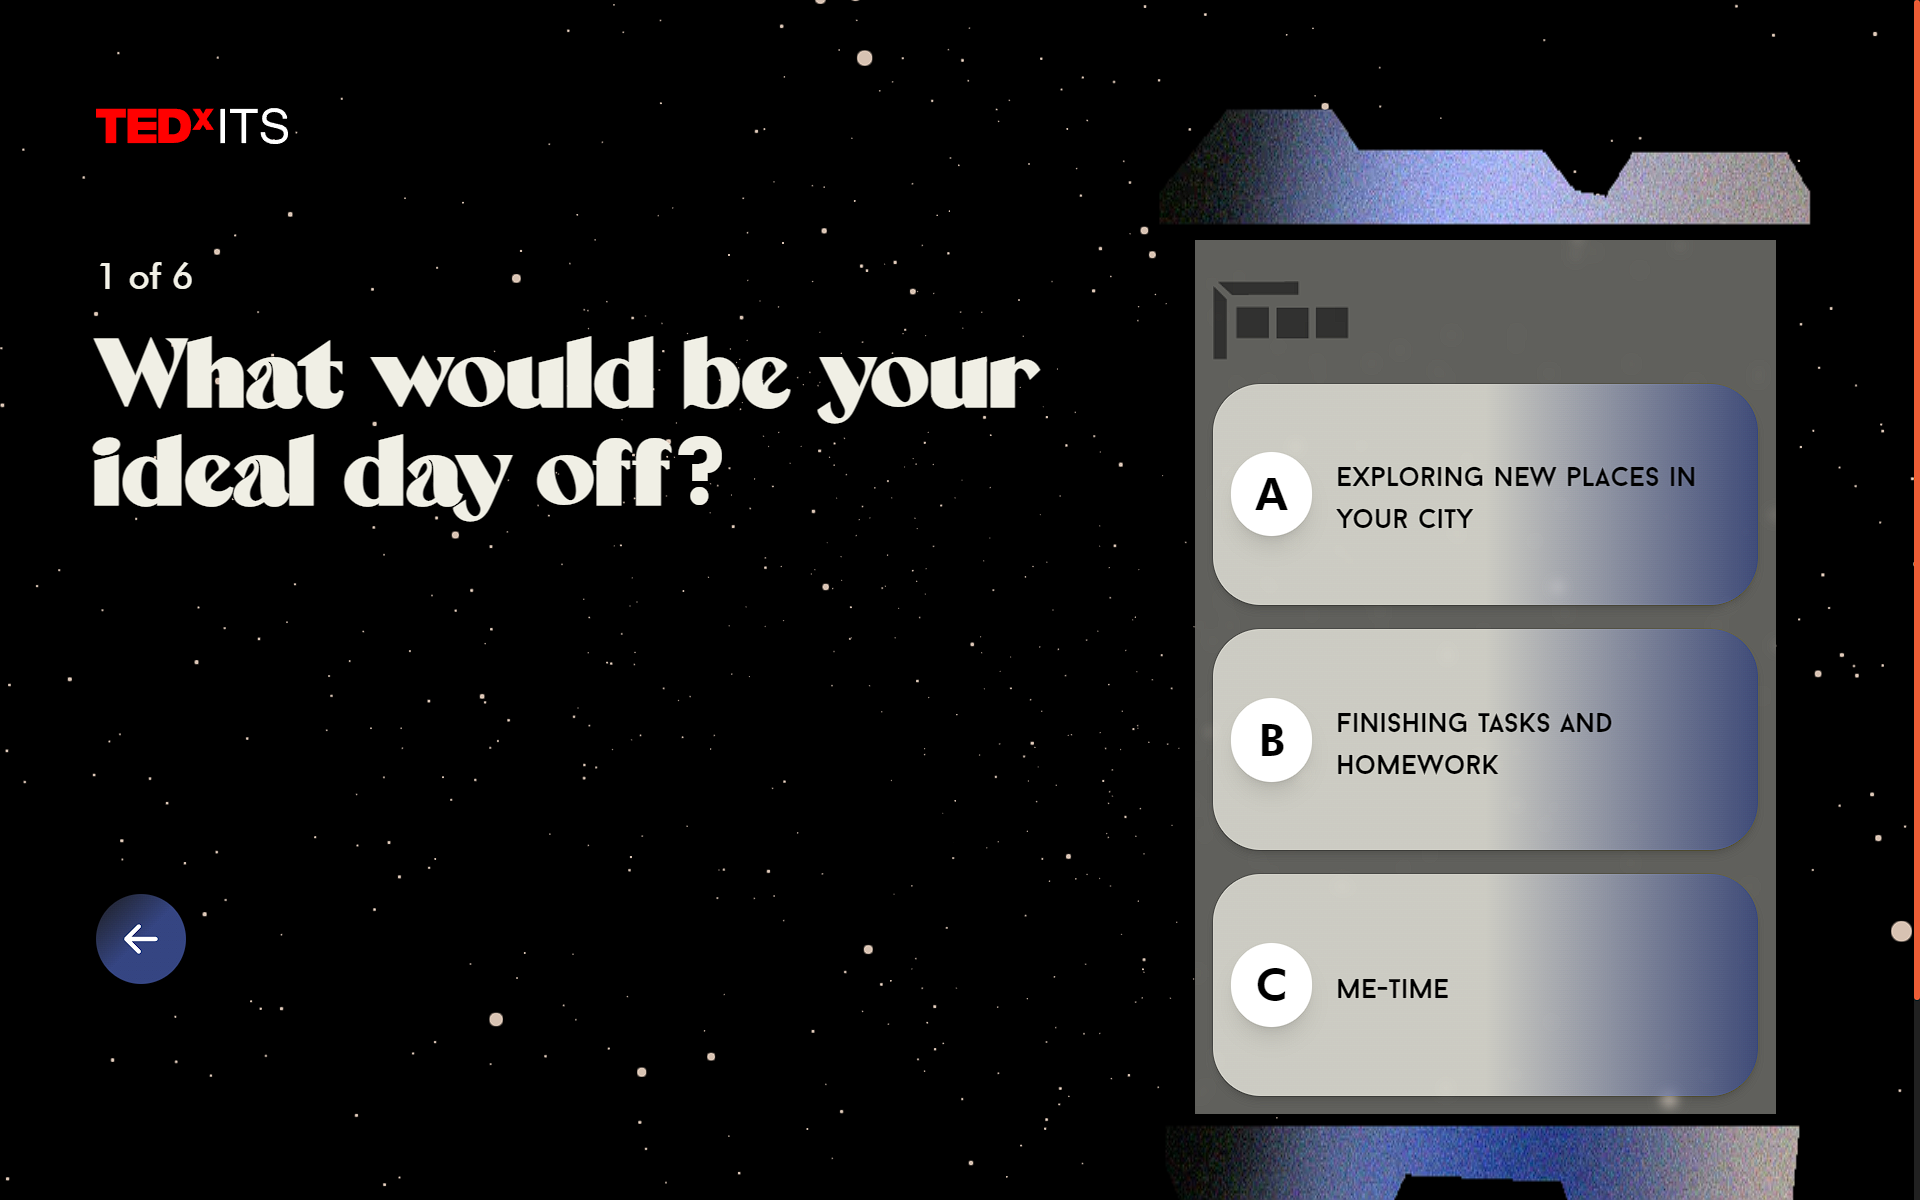 TEDxITS
1 of 6
What would be your
ideal day off?
A
EXPLORING NEW PLACES IN
YOUR CITY
B
FINISHING TASKS AND
HOMEWORK
C
ME-TIME